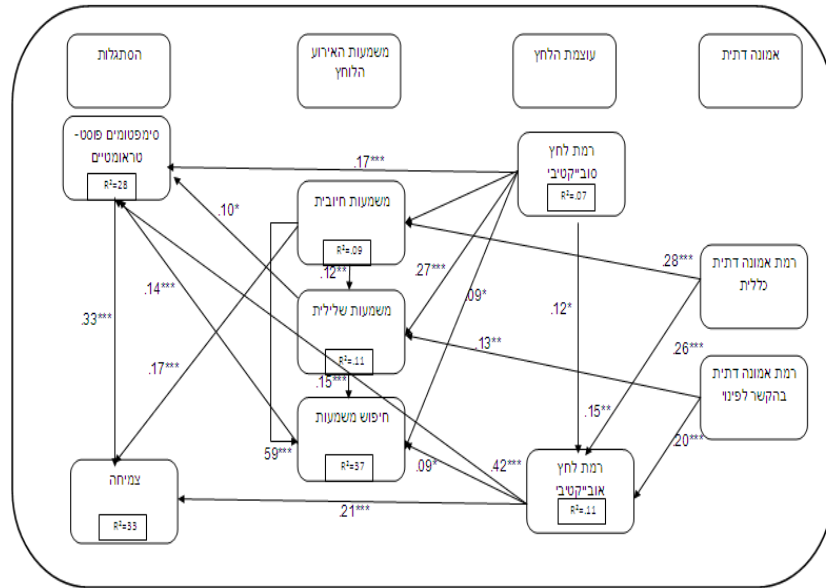 אמונה דתית
עוצמת הלחץ
משמעות האירוע
הלוחץ
הסתגלות
רמת לחץ
סובייקטיבי
R²=.07
סימפטומים פוסט-
טראומטיים
R²=28
.17***
משמעות חיובית
R²=.09
.10*
.12**
.27***
.09*
.28***
רמת אמונה דתית
כללית
.14***
משמעות שלילית
R²=.11
.12*
.33***
.13**
.26***
רמת אמונה דתית
בהקשר לפינוי
.17***
.15***
חיפוש משמעות
R²=37
.15**
.20***
59***
.09*
.42***
רמת לחץ
אובייקטיבי
R²=.11
צמיחה
R²=33
.21***